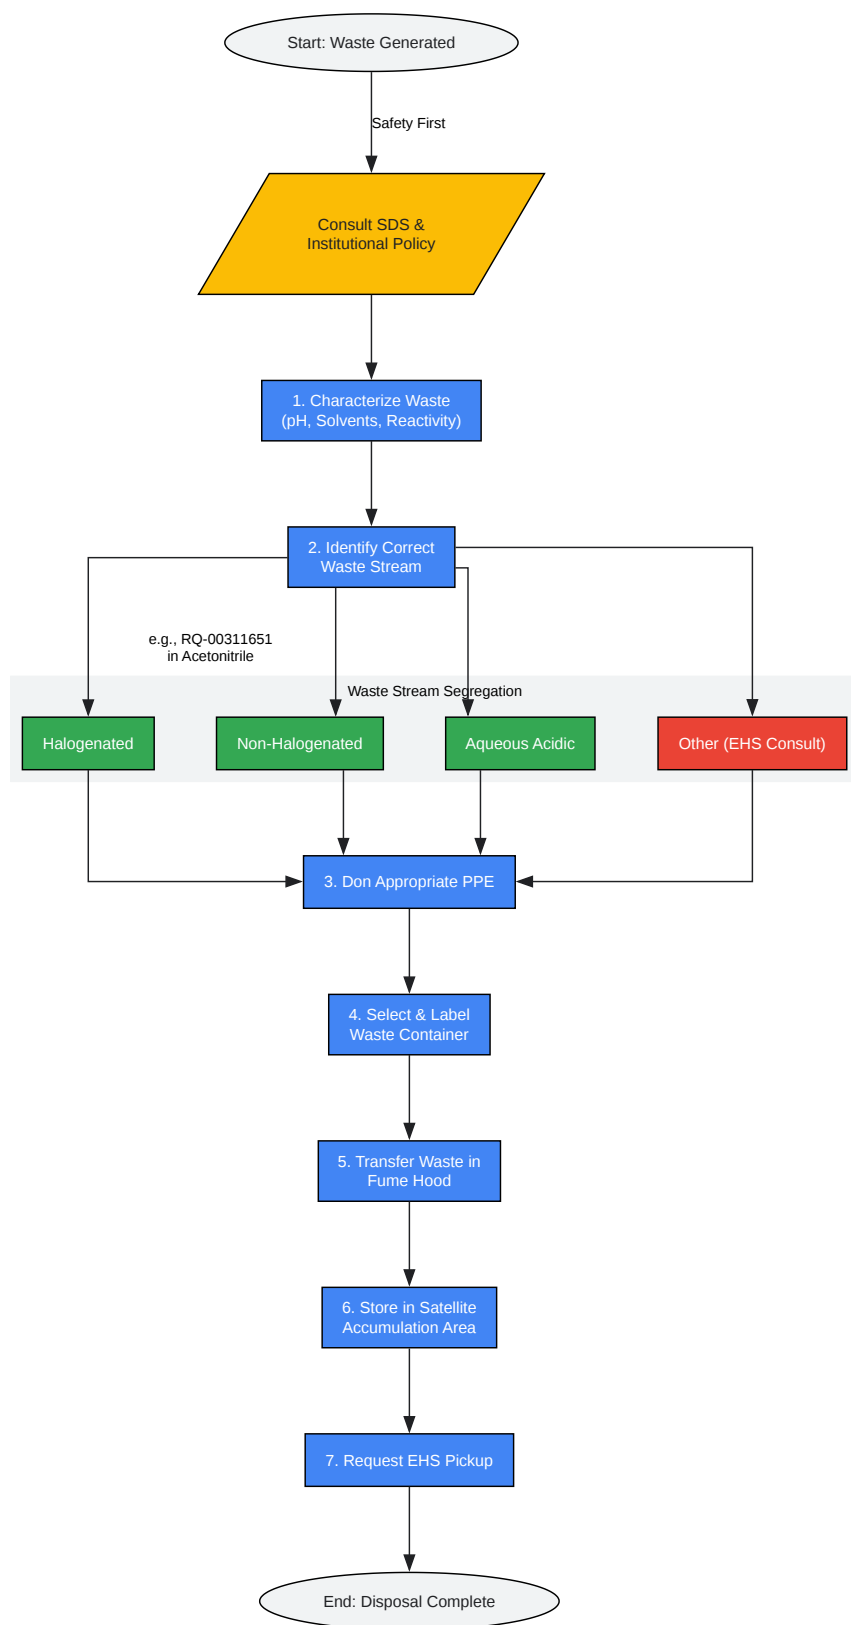 Start: Waste Generated
Safety First
Consult SDS &
Institutional Policy
1. Characterize Waste
(pH, Solvents, Reactivity)
2. Identify Correct
Waste Stream
e.g., RQ-00311651
in Acetonitrile
Waste Stream Segregation
Halogenated
Non-Halogenated
Aqueous Acidic
Other (EHS Consult)
3. Don Appropriate PPE
4. Select & Label
Waste Container
5. Transfer Waste in
Fume Hood
6. Store in Satellite
Accumulation Area
7. Request EHS Pickup
End: Disposal Complete